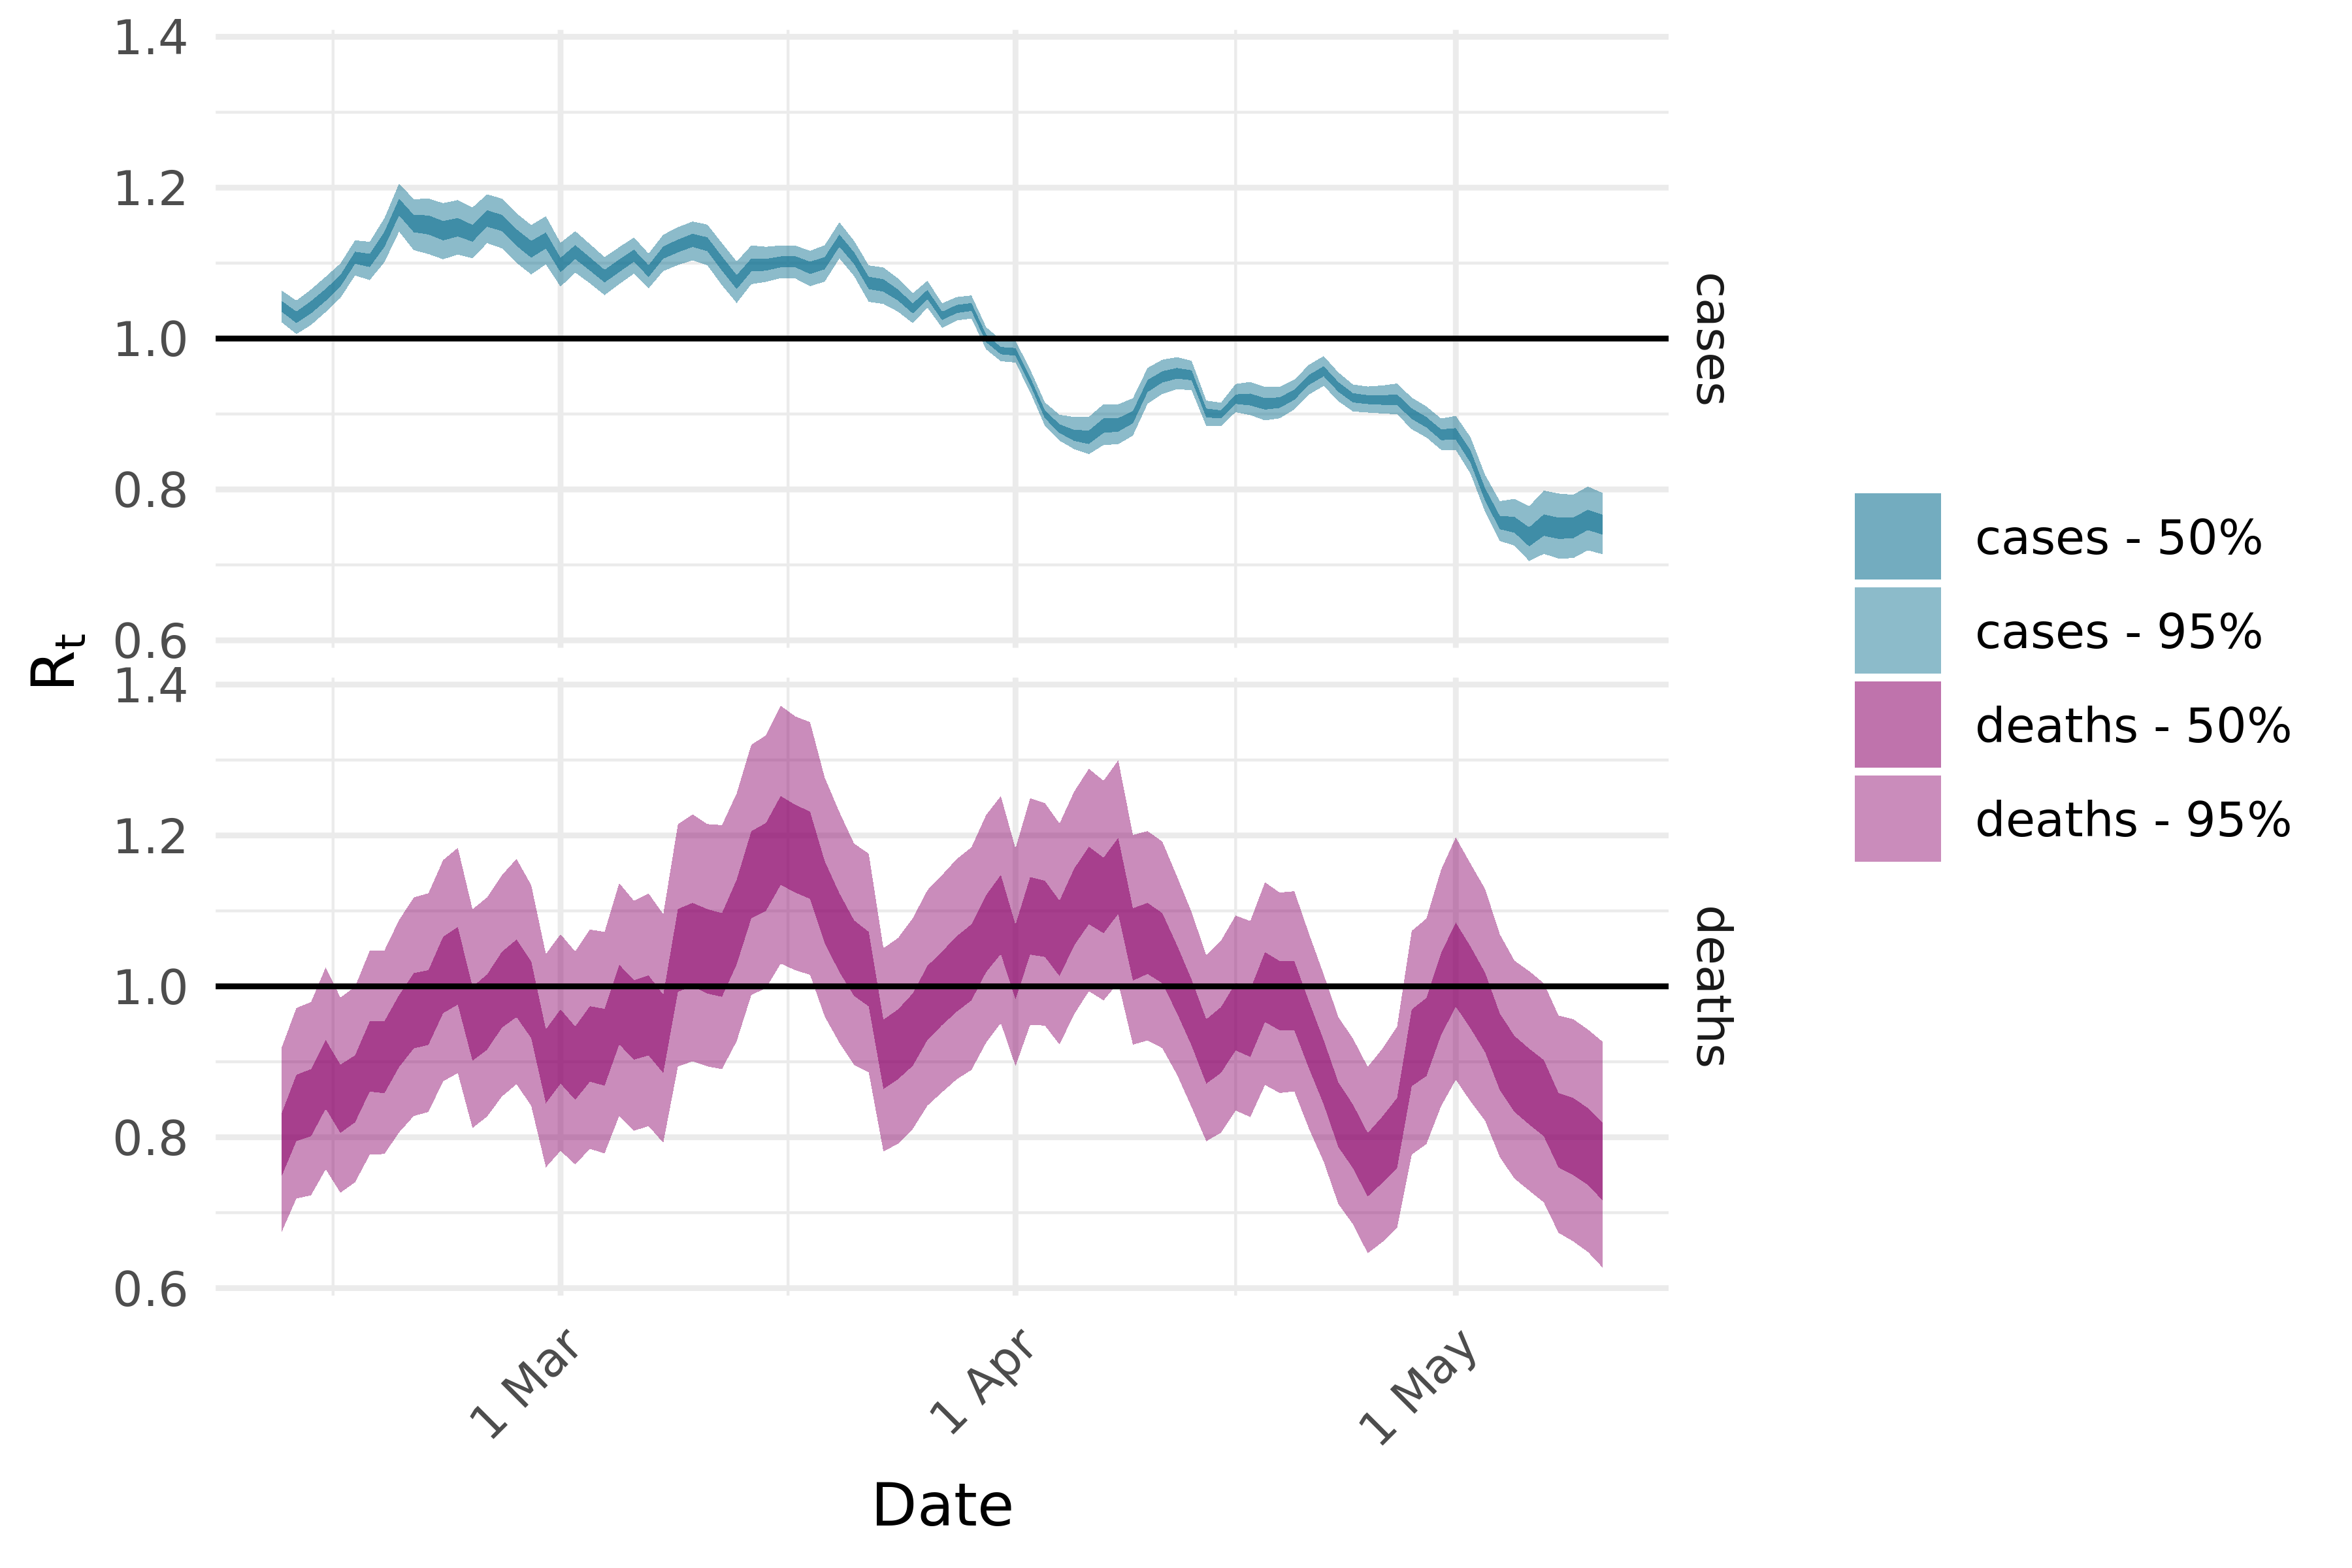 1.4
1.2
1.0
0.8
0.6
cases
Rt
1.4
1.2
1.0
0.8
0.6
deaths
1 Mar
1 Apr
1 May
Date
cases - 50%
cases - 95%
deaths - 50%
deaths - 95%